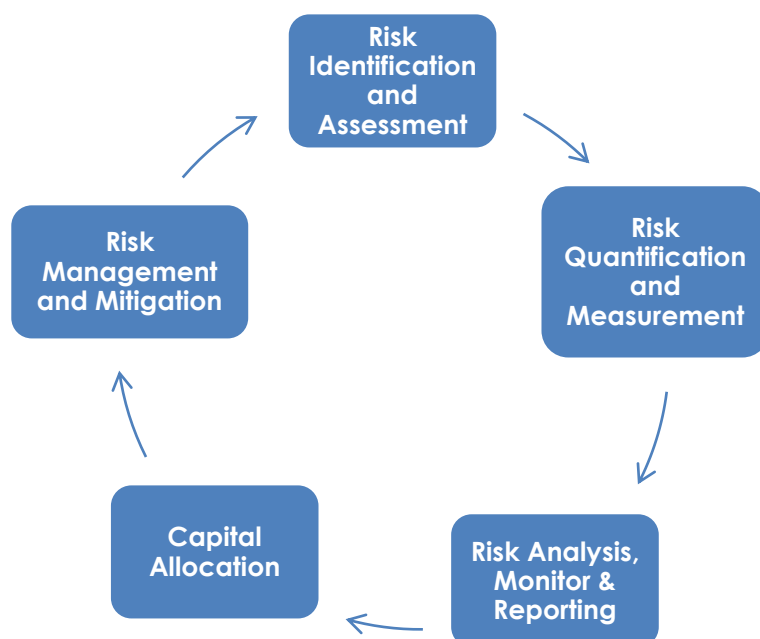 Risk
Identification
and
Assessment
Risk
Quantification
and
Measurement
Risk Analysis,
Monitor &
Reporting
Capital
Allocation
Risk
Management
and Mitigation